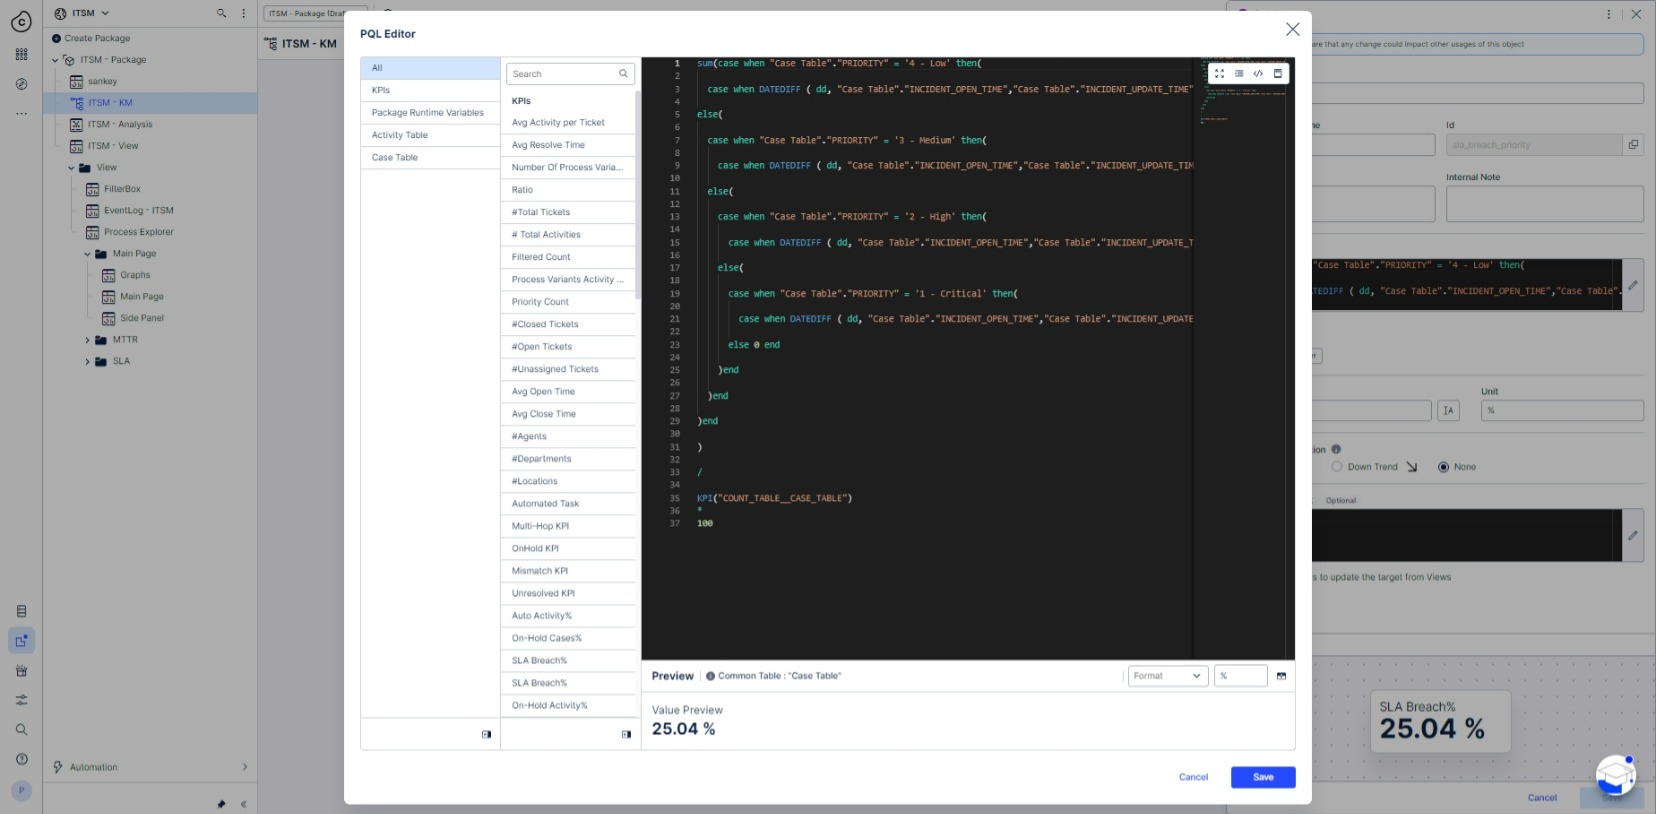 ITSM
Create Package
ITSM - Package
sankey
ITSM - KM
ITSM - Analysis
ITSM - View
View
FilterBox
EventLog - ITSM
Process Explorer
Main Page
Graphs
Main Page
Side Panel
MTTR
SLA
P
Automation
ITSM - Package (Draf
ITSM - KM
PQL Editor
All
KPIs
Package Runtime Variables
Activity Table
Case Table
Search
KPIs
Avg Activity per Ticket
Avg Resolve Time
Number Of Process Varia...
Ratio
#Total Tickets
# Total Activities
Filtered Count
Process Variants Activity ...
Priority Count
#Closed Tickets
#Open Tickets
#Unassigned Tickets
Avg Open Time
Avg Close Time
#Agents
#Departments
#Locations
Automated Task
Multi-Hop KPI
OnHold KPI
Mismatch KPI
Unresolved KPI
Auto Activity%
On-Hold Cases%
SLA Breach%
SLA Breach%
On-Hold Activity%
1 sum(case when "Case Table"."PRIORITY" = '4 - Low' then(
2
3 case when DATEDIFF ( dd, "Case Table"."INCIDENT_OPEN_TIME","Case Table"."INCIDENT_UPDATE_TIME"
4
5 else(
6
7 case when "Case Table"."PRIORITY" = '3 - Medium' then(
8
9 case when DATEDIFF ( dd, "Case Table"."INCIDENT_OPEN_TIME","Case Table"."INCIDENT_UPDATE_TIM
10
11 else(
12
13 case when "Case Table"."PRIORITY" = '2 - High' then(
14
15 case when DATEDIFF ( dd, "Case Table"."INCIDENT_OPEN_TIME","Case Table"."INCIDENT_UPDATE_T
16
17 else(
18
19 case when "Case Table"."PRIORITY" = '1 - Critical' then(
20
21 case when DATEDIFF ( dd, "Case Table"."INCIDENT_OPEN_TIME","Case Table"."INCIDENT_UPDATE
22
23 else 0 end
24
25 )end
26
27 )end
28
29 )end
30
31 )
32
33 /
34
35 KPI("COUNT_TABLE__CASE_TABLE")
36 *
37 100
Preview Common Table : "Case Table"
Format
%
Value Preview
25.04 %
Cancel
Save
are that any change could impact other usages of this object
me
Id
sla_breach_priority
Internal Note
"Case Table"."PRIORITY" = '4 - Low' then(
TEDIFF ( dd, "Case Table"."INCIDENT_OPEN_TIME","Case Table".
Unit
%
Down Trend
None
Optional
s to update the target from Views
SLA Breach%
25.04 %
Cancel
Save